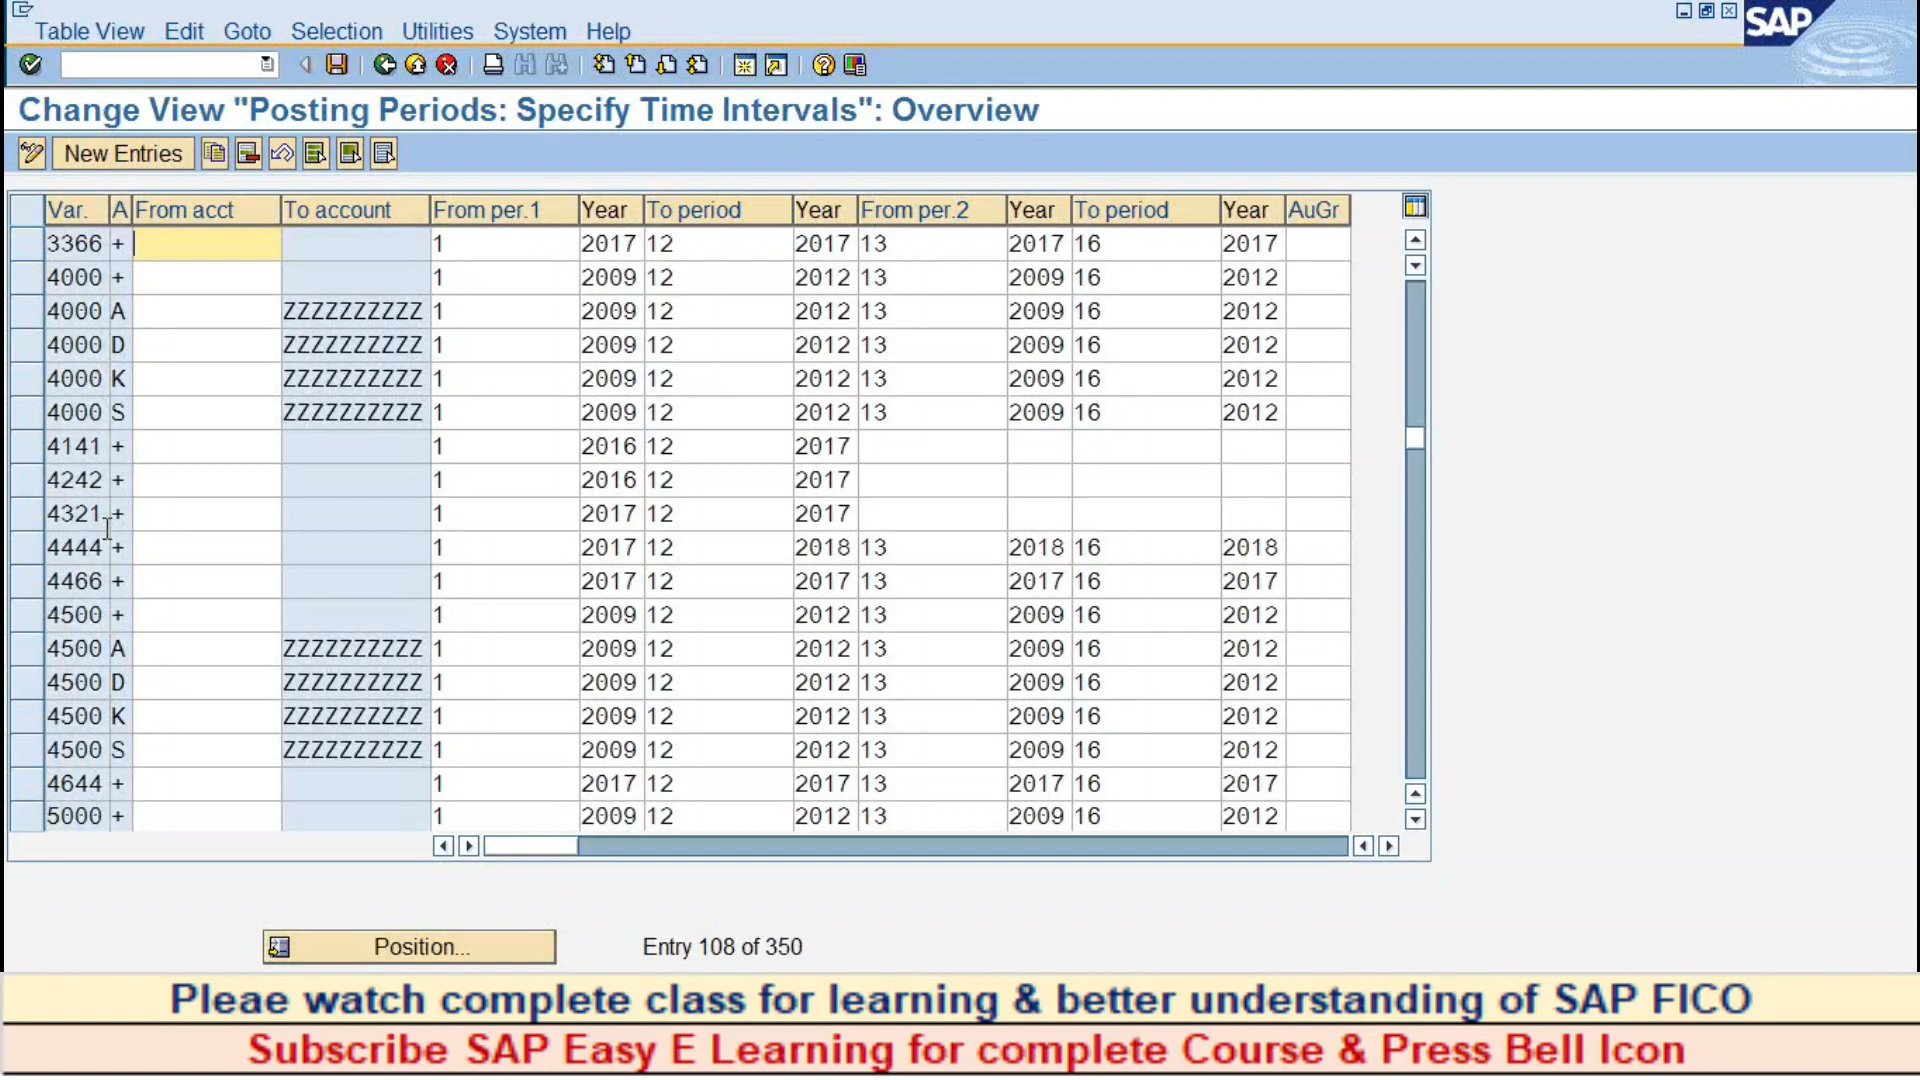 Table View Edit Goto Selection Utilities System Help
SAP
Change View "Posting Periods: Specify Time Intervals": Overview
New Entries
Var. A From acct To account From per.1 Year To period Year From per.2 Year To period Year AuGr
3366 + 1 2017 12 2017 13 2017 16 2017
4000 + 1 2009 12 2012 13 2009 16 2012
4000 A ZZZZZZZZZZ 1 2009 12 2012 13 2009 16 2012
4000 D ZZZZZZZZZZ 1 2009 12 2012 13 2009 16 2012
4000 K ZZZZZZZZZZ 1 2009 12 2012 13 2009 16 2012
4000 S ZZZZZZZZZZ 1 2009 12 2012 13 2009 16 2012
4141 + 1 2016 12 2017
4242 + 1 2016 12 2017
4321 + 1 2017 12 2017
4444 + 1 2017 12 2018 13 2018 16 2018
4466 + 1 2017 12 2017 13 2017 16 2017
4500 + 1 2009 12 2012 13 2009 16 2012
4500 A ZZZZZZZZZZ 1 2009 12 2012 13 2009 16 2012
4500 D ZZZZZZZZZZ 1 2009 12 2012 13 2009 16 2012
4500 K ZZZZZZZZZZ 1 2009 12 2012 13 2009 16 2012
4500 S ZZZZZZZZZZ 1 2009 12 2012 13 2009 16 2012
4644 + 1 2017 12 2017 13 2017 16 2017
5000 + 1 2009 12 2012 13 2009 16 2012
Position... Entry 108 of 350
Pleae watch complete class for learning & better understanding of SAP FICO
Subscribe SAP Easy E Learning for complete Course & Press Bell Icon